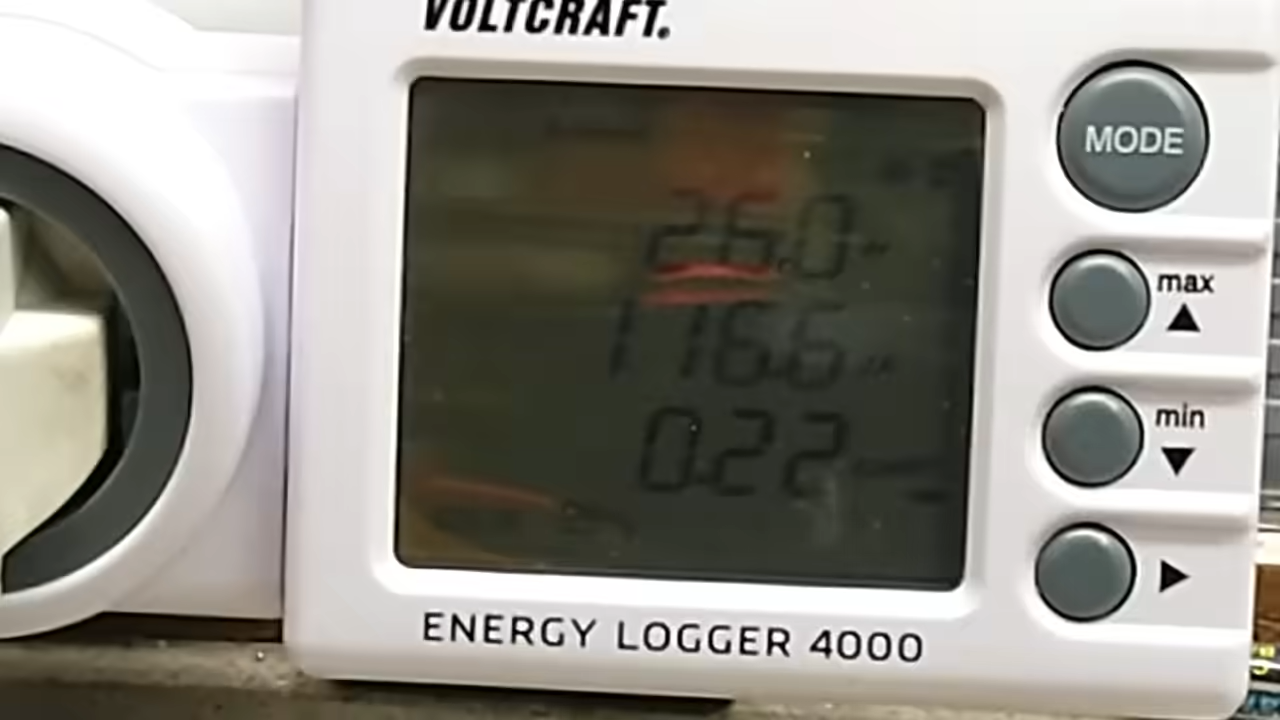 VOLTCRAFT®
MODE
26.0
max
116.6
0.22
min
ENERGY LOGGER 4000